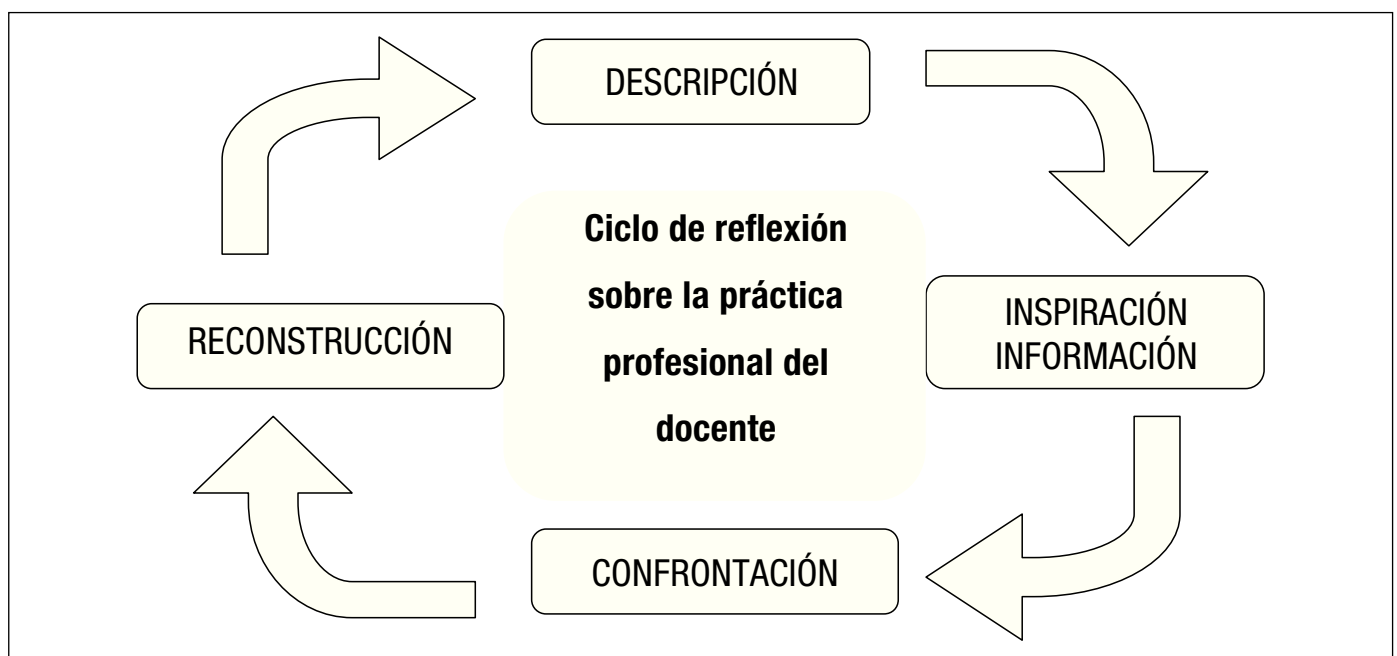 DESCRIPCIÓN
Ciclo de reflexión
sobre la práctica
profesional del
docente
INSPIRACIÓN
INFORMACIÓN
RECONSTRUCCIÓN
CONFRONTACIÓN